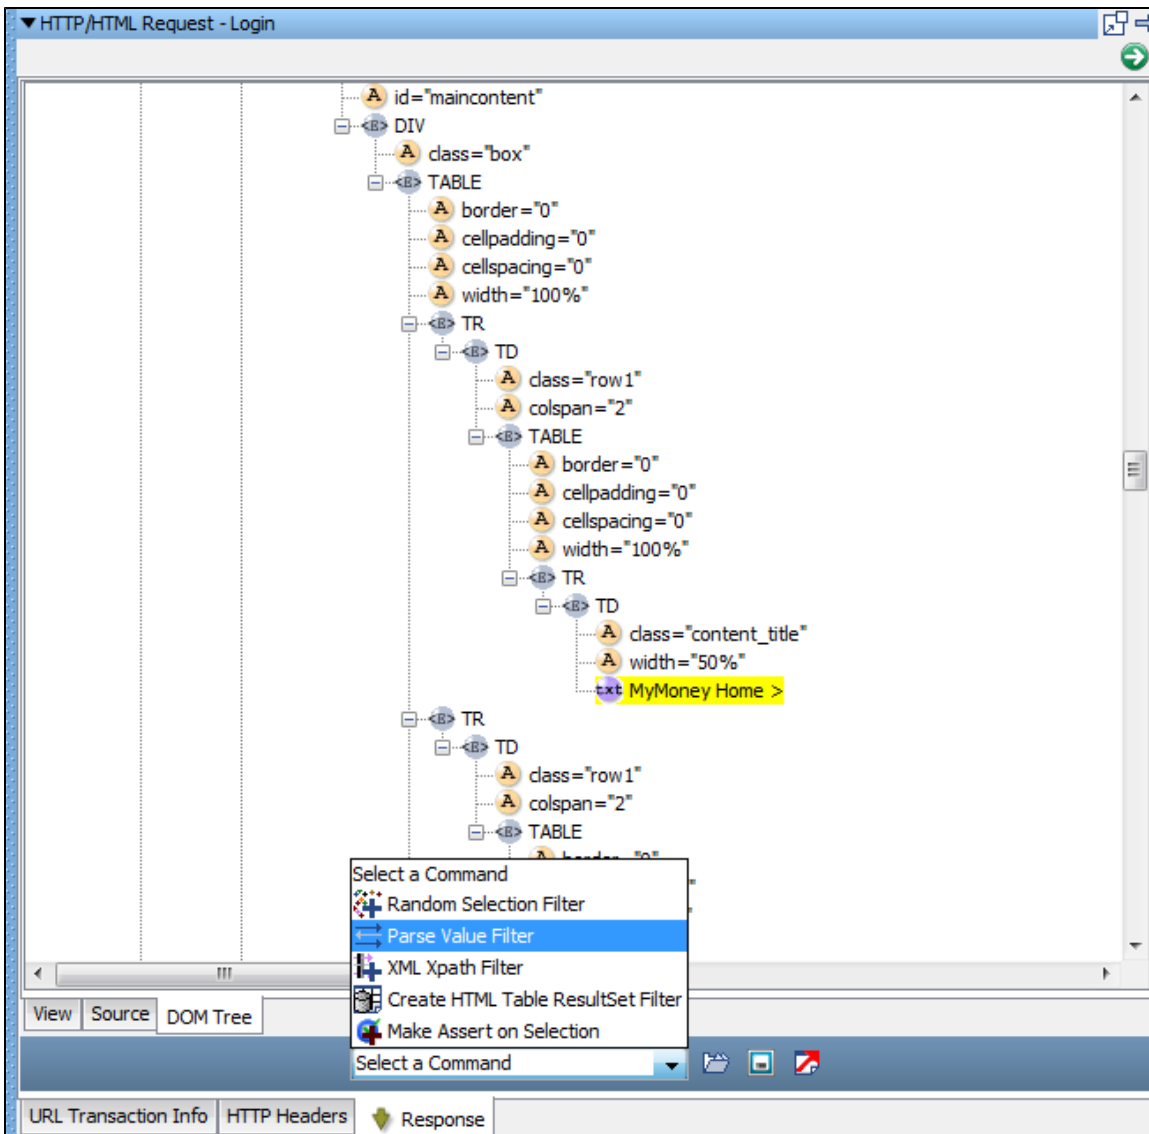 HTTP/HTML Request - Login
A id="maincontent"
<E> DIV
A class="box"
<E> TABLE
A border="0"
A cellpadding="0"
A cellspacing="0"
A width="100%"
<E> TR
<E> TD
A class="row1"
A colspan="2"
<E> TABLE
A border="0"
A cellpadding="0"
A cellspacing="0"
A width="100%"
<E> TR
<E> TD
A class="content_title"
A width="50%"
txt MyMoney Home >
<E> TR
<E> TD
A class="row1"
A colspan="2"
<E> TABLE
Select a Command
Random Selection Filter
Parse Value Filter
XML Xpath Filter
Create HTML Table ResultSet Filter
Make Assert on Selection
View Source DOM Tree
Select a Command
URL Transaction Info HTTP Headers Response